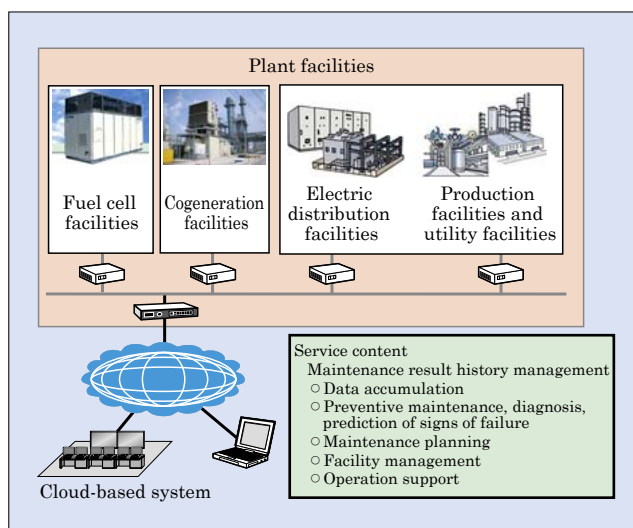 Plant facilities
Fuel cell
facilities
Cogeneration
facilities
Electric
distribution
facilities
Production
facilities and
utility facilities
Service content
Maintenance result history management
○ Data accumulation
○ Preventive maintenance, diagnosis,
prediction of signs of failure
○ Maintenance planning
○ Facility management
○ Operation support
Cloud-based system